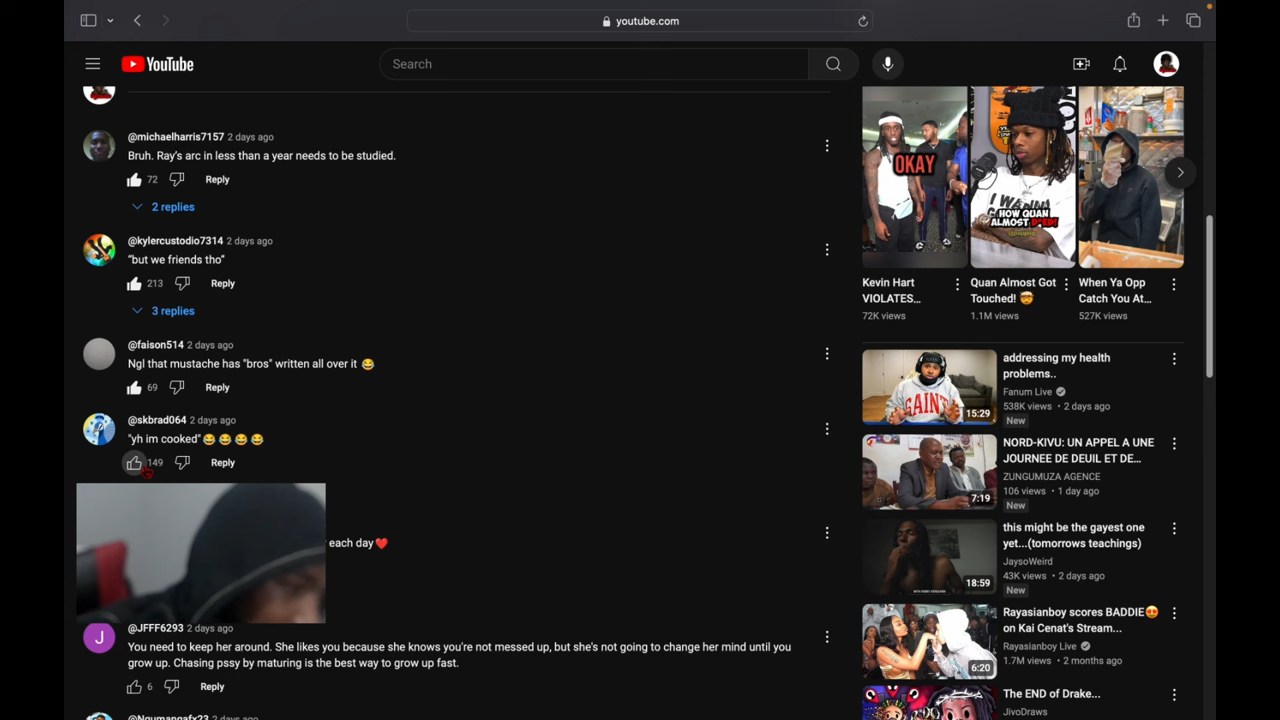 youtube.com
YouTube
Search
@michaelharris7157 2 days ago
Bruh. Ray's arc in less than a year needs to be studied.
72 Reply
2 replies
@kylercustodio7314 2 days ago
“but we friends tho”
213 Reply
3 replies
@faison514 2 days ago
Ngl that mustache has "bros" written all over it 😂
69 Reply
@skbrad064 2 days ago
"yh im cooked"😂😂😂😂
149 Reply
each day❤️
J
@JFFF6293 2 days ago
You need to keep her around. She likes you because she knows you're not messed up, but she's not going to change her mind until you
grow up. Chasing pssy by maturing is the best way to grow up fast.
6 Reply
@Ngumangafx23 2 days ago
OKAY
I WANNA
HOW QUAN
ALMOST
Kevin Hart
VIOLATES...
72K views
Quan Almost Got
Touched! 🤯
1.1M views
When Ya Opp
Catch You At...
527K views
15:29
addressing my health
problems..
Fanum Live
538K views • 2 days ago
New
7:19
NORD-KIVU: UN APPEL A UNE
JOURNEE DE DEUIL ET DE...
ZUNGUMUZA AGENCE
106 views • 1 day ago
New
18:59
this might be the gayest one
yet...(tomorrows teachings)
JaysoWeird
43K views • 2 days ago
New
6:20
Rayasianboy scores BADDIE😍
on Kai Cenat's Stream...
Rayasianboy Live
1.7M views • 2 months ago
The END of Drake...
JivoDraws